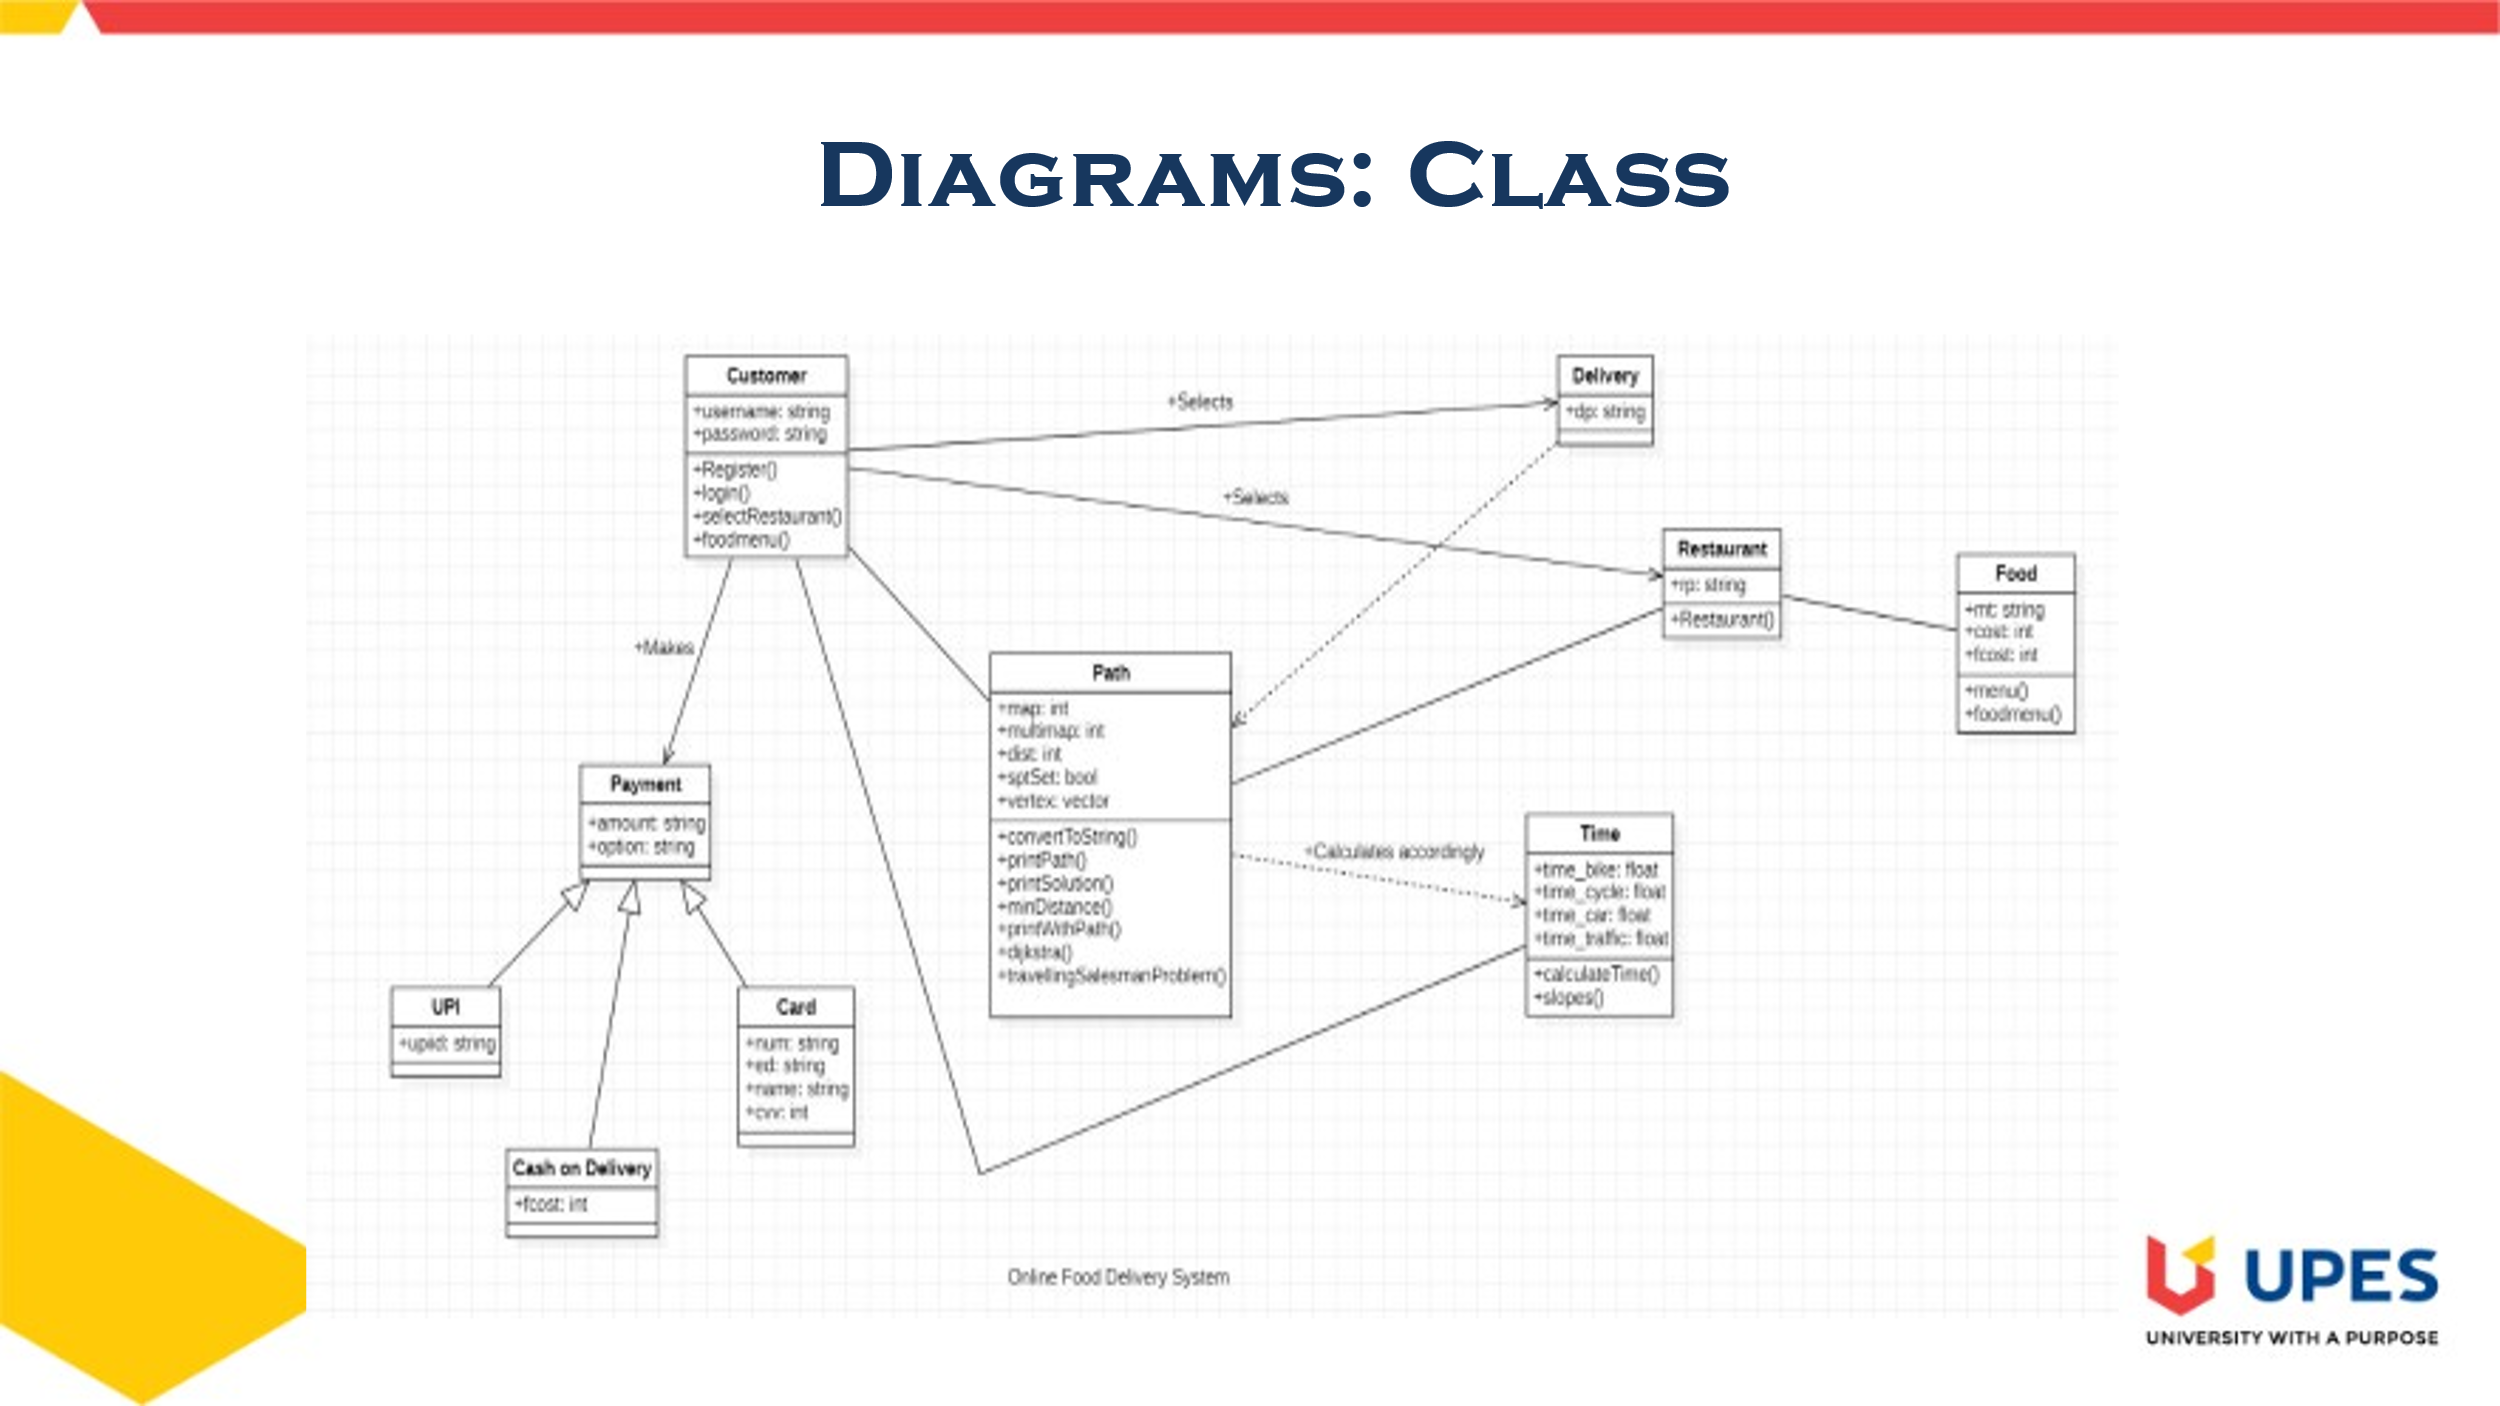 Diagrams: Class
Customer
+username: string
+password: string
+Register()
+login()
+selectRestaurant()
+foodmenu()
+Selects
Delivery
+dp: string
+Selects
Restaurant
+rp: string
+Restaurant()
Food
+mt: string
+cost: int
+fcost: int
+menu()
+foodmenu()
+Makes
Path
+map: int
+multimap: int
+dist: int
+sptSet: bool
+vertex: vector
+convertToString()
+printPath()
+printSolution()
+minDistance()
+printWithPath()
+dijkstra()
+travellingSalesmanProblem()
Payment
+amount: string
+option: string
+Calculates accordingly
Time
+time_bike: float
+time_cycle: float
+time_car: float
+time_traffic: float
+calculateTime()
+slopes()
UPI
+upiid: string
Card
+num: string
+ed: string
+name: string
+cvv: int
Cash on Delivery
+fcost: int
Online Food Delivery System
UPES
UNIVERSITY WITH A PURPOSE